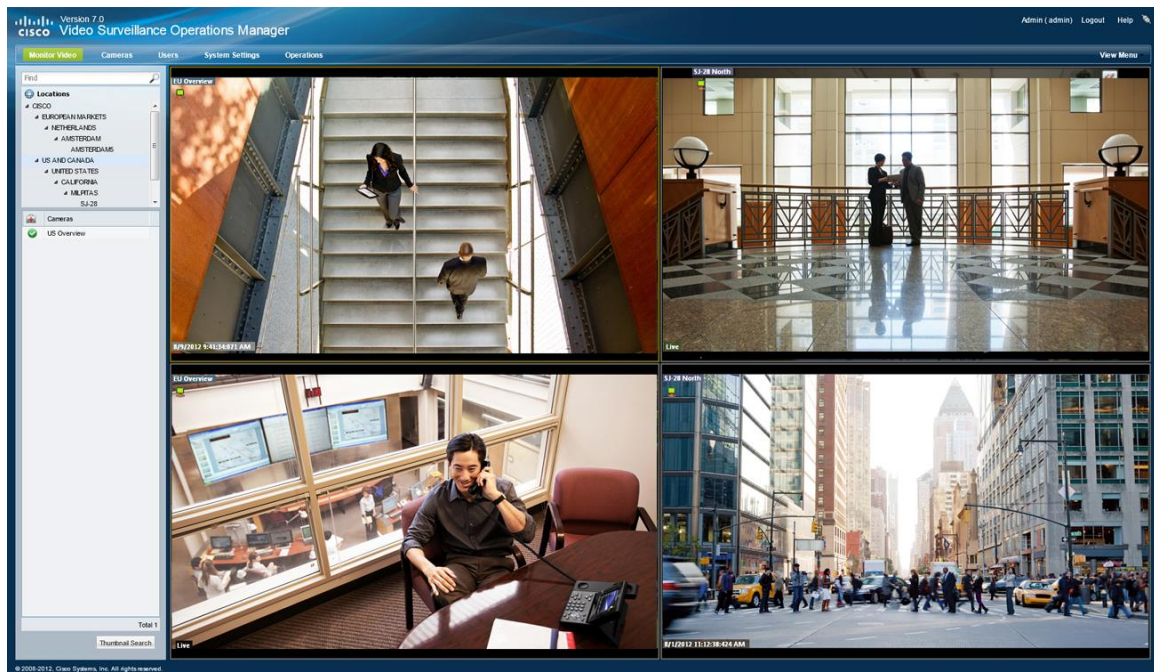 Version 7.0
CISCO Video Surveillance Operations Manager
Admin ( admin) Logout Help
Monitor Video Cameras Users System Settings Operations View Menu
Find
Locations
CISCO
EUROPEAN MARKETS
NETHERLANDS
AMSTERDAM
AMSTERDAM5
US AND CANADA
UNITED STATES
CALIFORNIA
MILPITAS
SJ-28
Cameras
US Overview
Total 1
Thumbnail Search
© 2006-2012, Cisco Systems, Inc. All rights reserved.
EU Overview
8/9/2012 9:41:34:021 AM
SJ-28 North
Live
EU Overview
Live
SJ-28 North
8/1/2012 11:12:38:424 AM